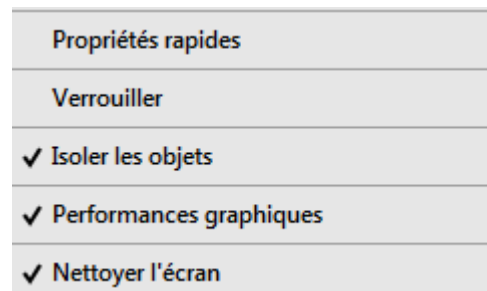 Propriétés rapides
Verrouiller
✓ Isoler les objets
✓ Performances graphiques
✓ Nettoyer l'écran